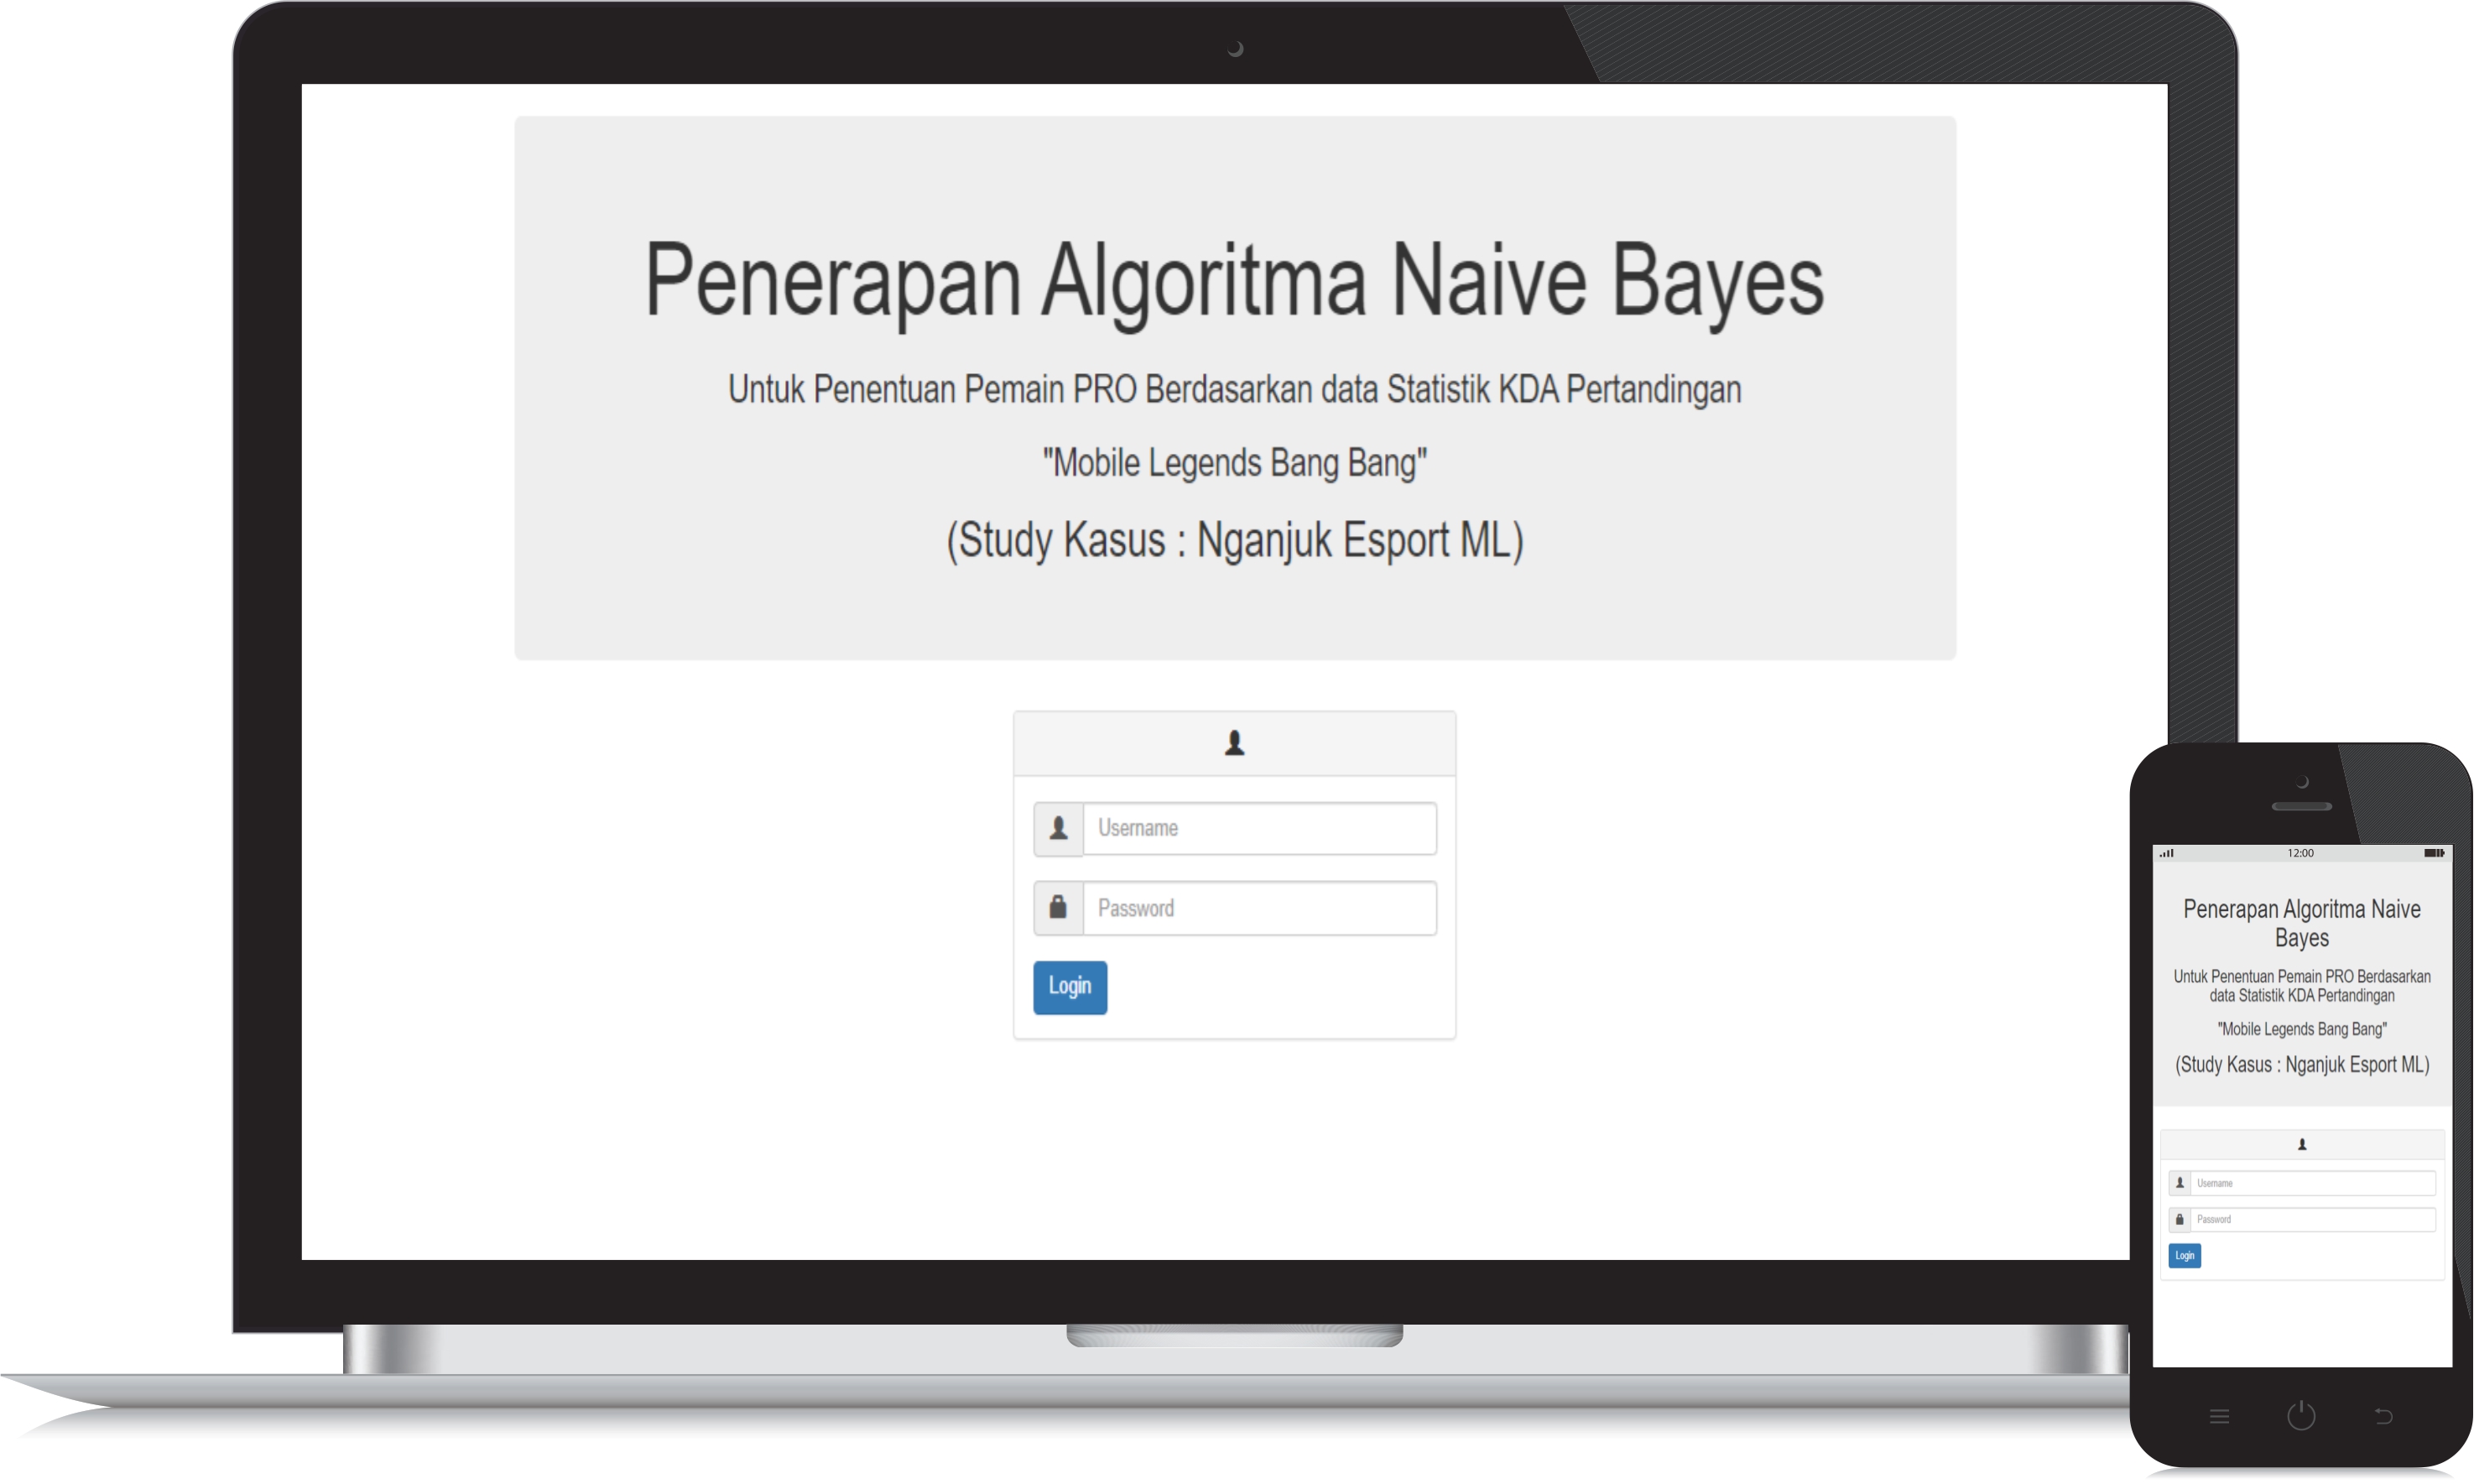 Penerapan Algoritma Naive Bayes
Untuk Penentuan Pemain PRO Berdasarkan data Statistik KDA Pertandingan
"Mobile Legends Bang Bang"
(Study Kasus : Nganjuk Esport ML)
Username
Password
Login
12:00
Penerapan Algoritma Naive
Bayes
Untuk Penentuan Pemain PRO Berdasarkan
data Statistik KDA Pertandingan
"Mobile Legends Bang Bang"
(Study Kasus : Nganjuk Esport ML)
Username
Password
Login